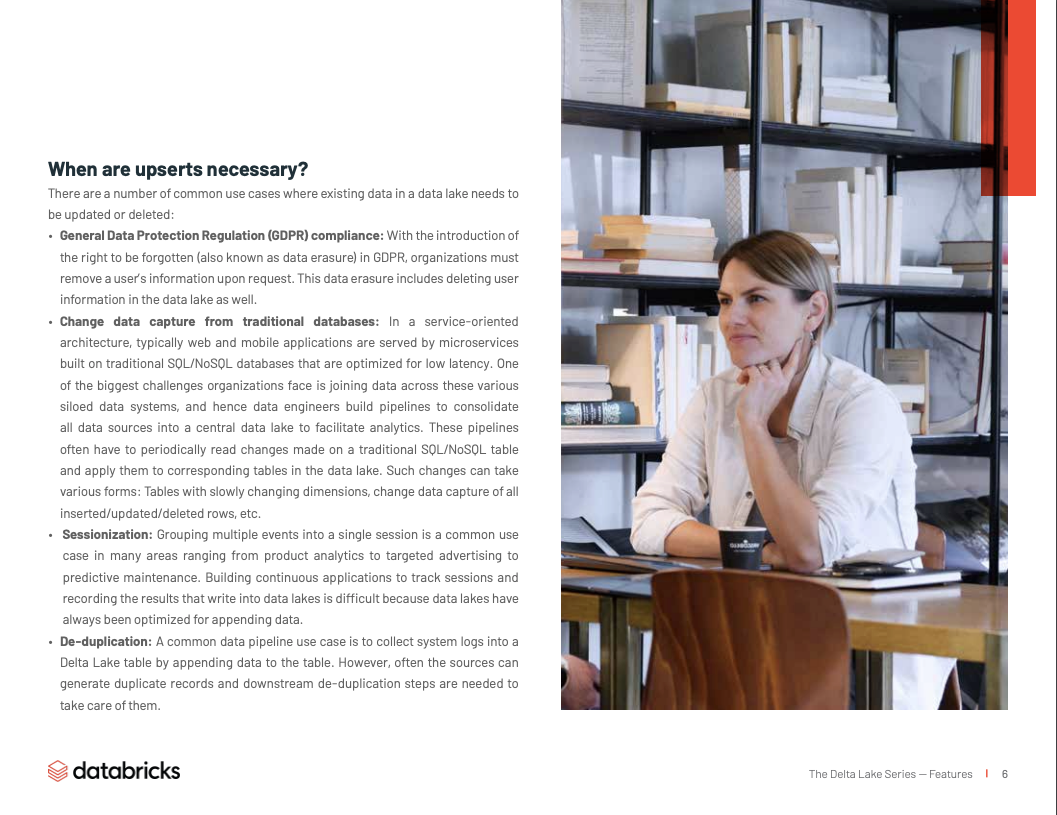 When are upserts necessary?
There are a number of common use cases where existing data in a data lake needs to
be updated or deleted:
• General Data Protection Regulation (GDPR) compliance: With the introduction of
the right to be forgotten (also known as data erasure) in GDPR, organizations must
remove a user's information upon request. This data erasure includes deleting user
information in the data lake as well.
• Change data capture from traditional databases: In a service-oriented
architecture, typically web and mobile applications are served by microservices
built on traditional SQL/NoSQL databases that are optimized for low latency. One
of the biggest challenges organizations face is joining data across these various
siloed data systems, and hence data engineers build pipelines to consolidate
all data sources into a central data lake to facilitate analytics. These pipelines
often have to periodically read changes made on a traditional SQL/NoSQL table
and apply them to corresponding tables in the data lake. Such changes can take
various forms: Tables with slowly changing dimensions, change data capture of all
inserted/updated/deleted rows, etc.
• Sessionization: Grouping multiple events into a single session is a common use
case in many areas ranging from product analytics to targeted advertising to
predictive maintenance. Building continuous applications to track sessions and
recording the results that write into data lakes is difficult because data lakes have
always been optimized for appending data.
• De-duplication: A common data pipeline use case is to collect system logs into a
Delta Lake table by appending data to the table. However, often the sources can
generate duplicate records and downstream de-duplication steps are needed to
take care of them.
databricks
The Delta Lake Series — Features | 6